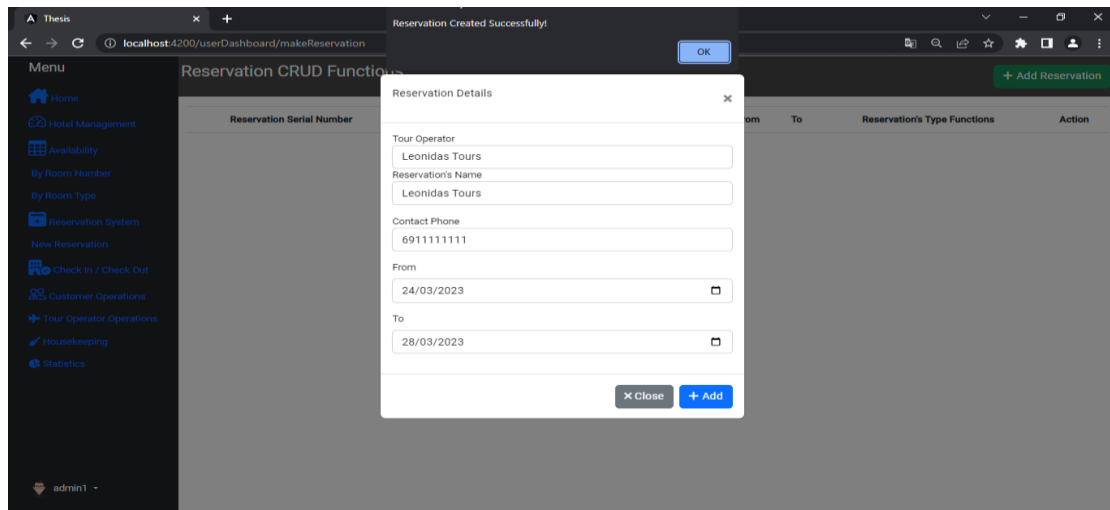 Thesis
localhost:4200/userDashboard/makeReservation
Reservation Created Successfully!
OK
Menu
Reservation CRUD Functions
+ Add Reservation
Home
Hotel Management
Availability
By Room Number
By Room Type
Reservation System
New Reservation
Check In / Check Out
Customer Operations
Tour Operator Operations
Housekeeping
Statistics
admin1
Reservation Serial Number
To
Reservation's Type Functions
Action
Reservation Details
×
Tour Operator
Leonidas Tours
Reservation's Name
Leonidas Tours
Contact Phone
6911111111
From
24/03/2023
To
28/03/2023
× Close
+ Add